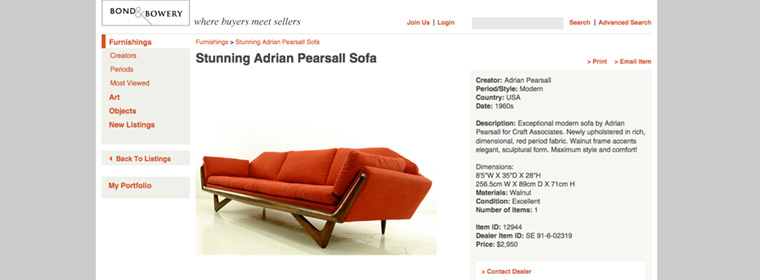 BOND & BOWERY
where buyers meet sellers
Join Us | Login
Search | Advanced Search
Furnishings
Creators
Periods
Most Viewed
Art
Objects
New Listings
Back To Listings
My Portfolio
Furnishings > Stunning Adrian Pearsall Sofa
Stunning Adrian Pearsall Sofa
> Print > Email Item
Creator: Adrian Pearsall
Period/Style: Modern
Country: USA
Date: 1960s
Description: Exceptional modern sofa by Adrian
Pearsall for Craft Associates. Newly upholstered in rich,
dimensional, red period fabric. Walnut frame accents
elegant, sculptural form. Maximum style and comfort!
Dimensions:
8'5"W X 35"D X 28"H
256.5cm W X 89cm D X 71cm H
Materials: Walnut
Condition: Excellent
Number of items: 1
Item ID: 12944
Dealer Item ID: SE 91-6-02319
Price: $2,950
> Contact Dealer